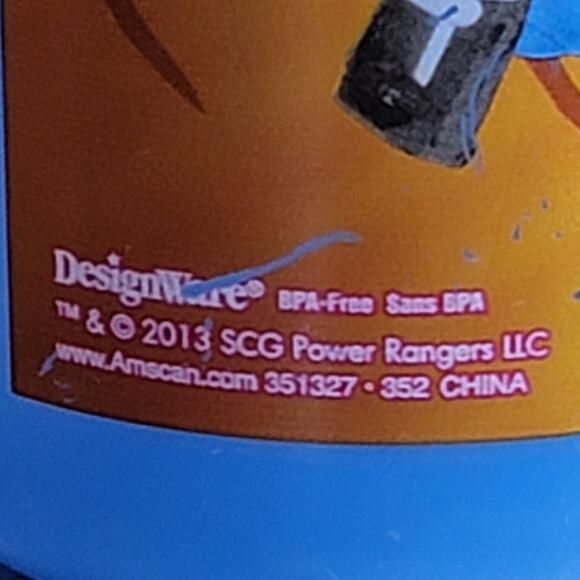 DesignWare® BPA-Free Sans BPA
™ & © 2013 SCG Power Rangers LLC
www.Amscan.com 351327 • 352 CHINA